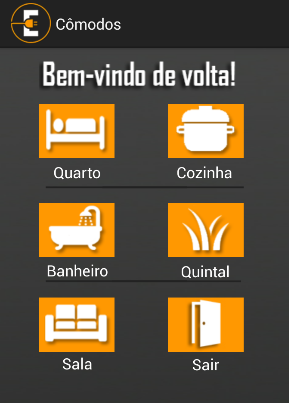 Cômodos
Bem-vindo de volta!
Quarto
Cozinha
Banheiro
Quintal
Sala
Sair